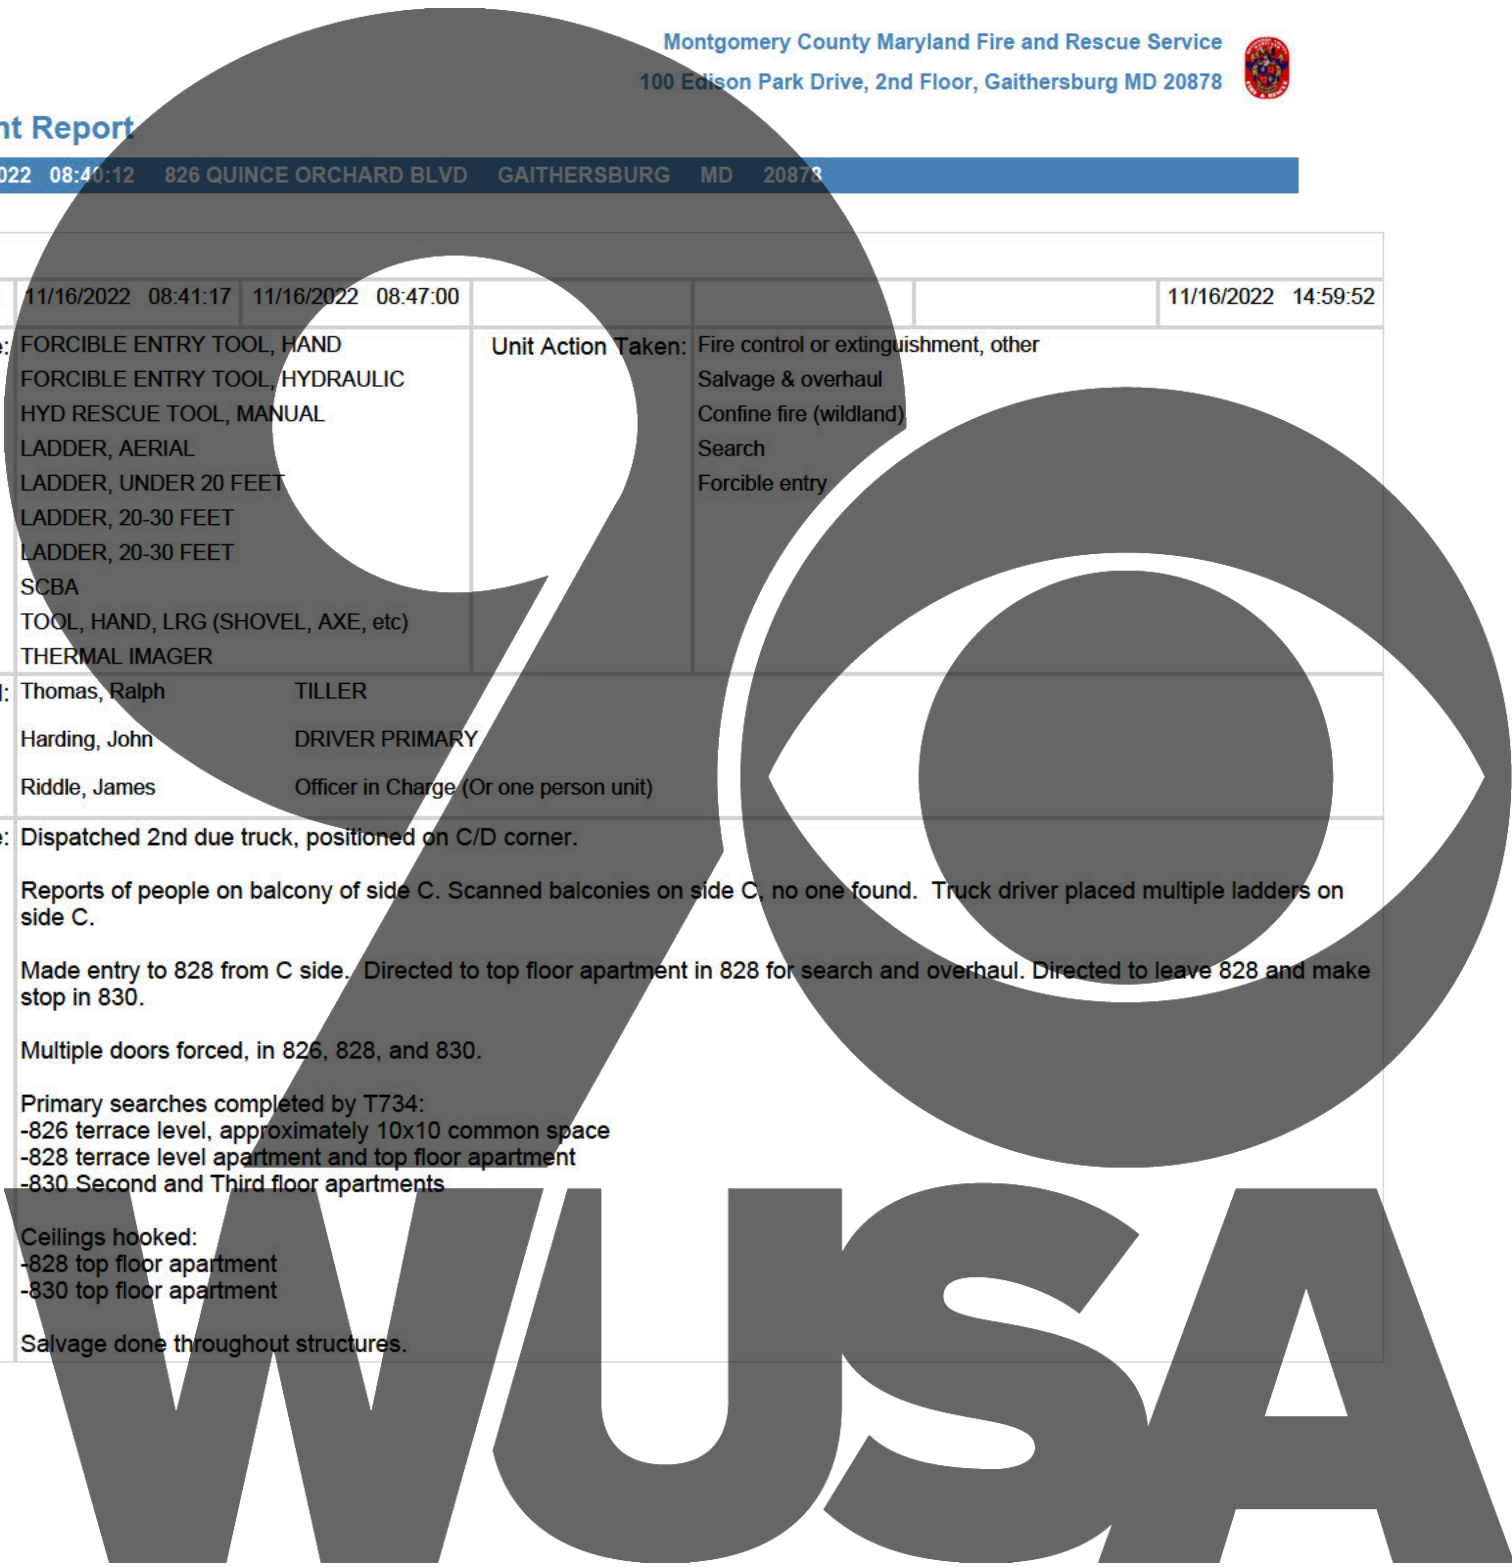 Montgomery County Maryland Fire and Rescue Service
100 Edison Park Drive, 2nd Floor, Gaithersburg MD 20878
nt Report
022 08:40:12 826 QUINCE ORCHARD BLVD GAITHERSBURG MD 20878
11/16/2022 08:41:17 11/16/2022 08:47:00 11/16/2022 14:59:52
e: FORCIBLE ENTRY TOOL, HAND Unit Action Taken: Fire control or extinguishment, other
FORCIBLE ENTRY TOOL, HYDRAULIC Salvage & overhaul
HYD RESCUE TOOL, MANUAL Confine fire (wildland)
LADDER, AERIAL Search
LADDER, UNDER 20 FEET Forcible entry
LADDER, 20-30 FEET
LADDER, 20-30 FEET
SCBA
TOOL, HAND, LRG (SHOVEL, AXE, etc)
THERMAL IMAGER
l: Thomas, Ralph TILLER
Harding, John DRIVER PRIMARY
Riddle, James Officer in Charge (Or one person unit)
e: Dispatched 2nd due truck, positioned on C/D corner.
Reports of people on balcony of side C. Scanned balconies on side C, no one found. Truck driver placed multiple ladders on
side C.
Made entry to 828 from C side. Directed to top floor apartment in 828 for search and overhaul. Directed to leave 828 and make
stop in 830.
Multiple doors forced, in 826, 828, and 830.
Primary searches completed by T734:
-826 terrace level, approximately 10x10 common space
-828 terrace level apartment and top floor apartment
-830 Second and Third floor apartments
Ceilings hooked:
-828 top floor apartment
-830 top floor apartment
Salvage done throughout structures.
9
WUSA